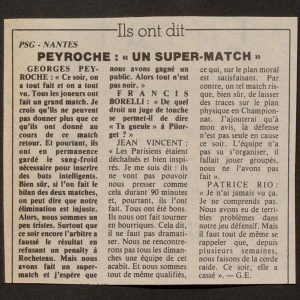 Ils ont dit
PSG - NANTES
PEYROCHE : « UN SUPER-MATCH »
GEORGES PEY-
ROCHE : « Ce soir, on
a tout fait et on a tout
vu. Tous les joueurs ont
fait un grand match. Je
crois qu'ils ne peuvent
pas donner plus que ce
qu'ils ont donné au
cours de ce match
retour. Et pourtant, ils
ont en permanence
gardé le sang-froid
nécessaire pour inscrire
des buts intelligents.
Bien sûr, si l'on fait le
bilan des deux matches,
on peut dire que notre
élimination est injuste.
Alors, nous sommes un
peu tristes. Surtout que
ce soir encore l'arbitre a
faussé le résultat en
refusant un penalty à
Rocheteau. Mais nous
avons fait un super-
match et j'espère que
nous avons gagné un
public. Alors tout n'est
pas noir. »
FRANCIS
BORELLI : « De quel
droit un juge de touche
se permet-il de dire
« Ta gueule » à Pilor-
get ? »
JEAN VINCENT :
« Les Parisiens étaient
déchaînés et bien inspi-
rés. Je me disais : ils
ne vont pas pouvoir
nous presser comme
cela durant 90 minutes
et, pourtant, ils l'ont
fait. Tous ont été bons.
Ils nous ont fait tourner
en bourriques. Cela dit,
il ne faut pas dramati-
ser. Nous ne rencontre-
rons pas tous les diman-
ches une équipe de cet
acabit. Et nous sommes
tout de même qualifiés,
ce qui, sur le plan moral
est satisfaisant. Par
contre, un tel match ris-
que, bien sûr, de laisser
des traces sur le plan
physique en Champion-
nat. J'ajouterai qu'à
mon avis, la défense
n'est pas seule en cause
ce soir. L'équipe n'a
pas su s'organiser, il
fallait jouer groupés,
nous ne l'avons pas
fait. »
PATRICE RIO :
« Je n'ai jamais vu ça.
Je ne comprends pas.
Nous avons eu de ter-
ribles problèmes dans
notre jeu défensif. Mais
il faut tout même se
rappeler que, depuis
plusieurs semaines,
nous faisons de la corde
raide. Ce soir, elle a
cassé ». — G.E.